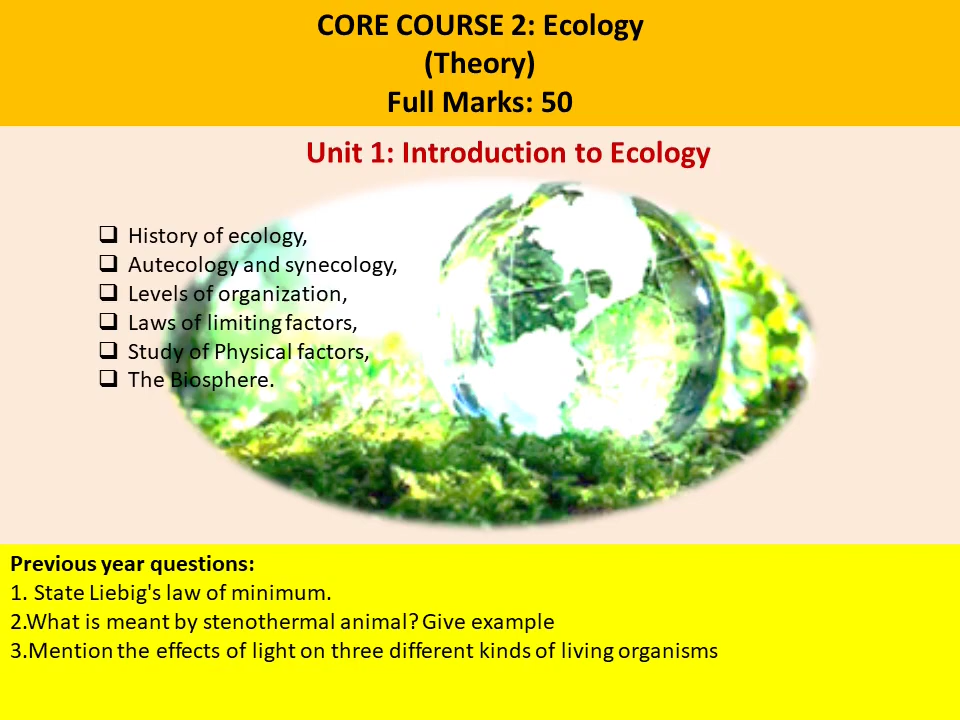 CORE COURSE 2: Ecology
(Theory)
Full Marks: 50
Unit 1: Introduction to Ecology
❑ History of ecology,
❑ Autecology and synecology,
❑ Levels of organization,
❑ Laws of limiting factors,
❑ Study of Physical factors,
❑ The Biosphere.
Previous year questions:
1. State Liebig's law of minimum.
2.What is meant by stenothermal animal? Give example
3.Mention the effects of light on three different kinds of living organisms